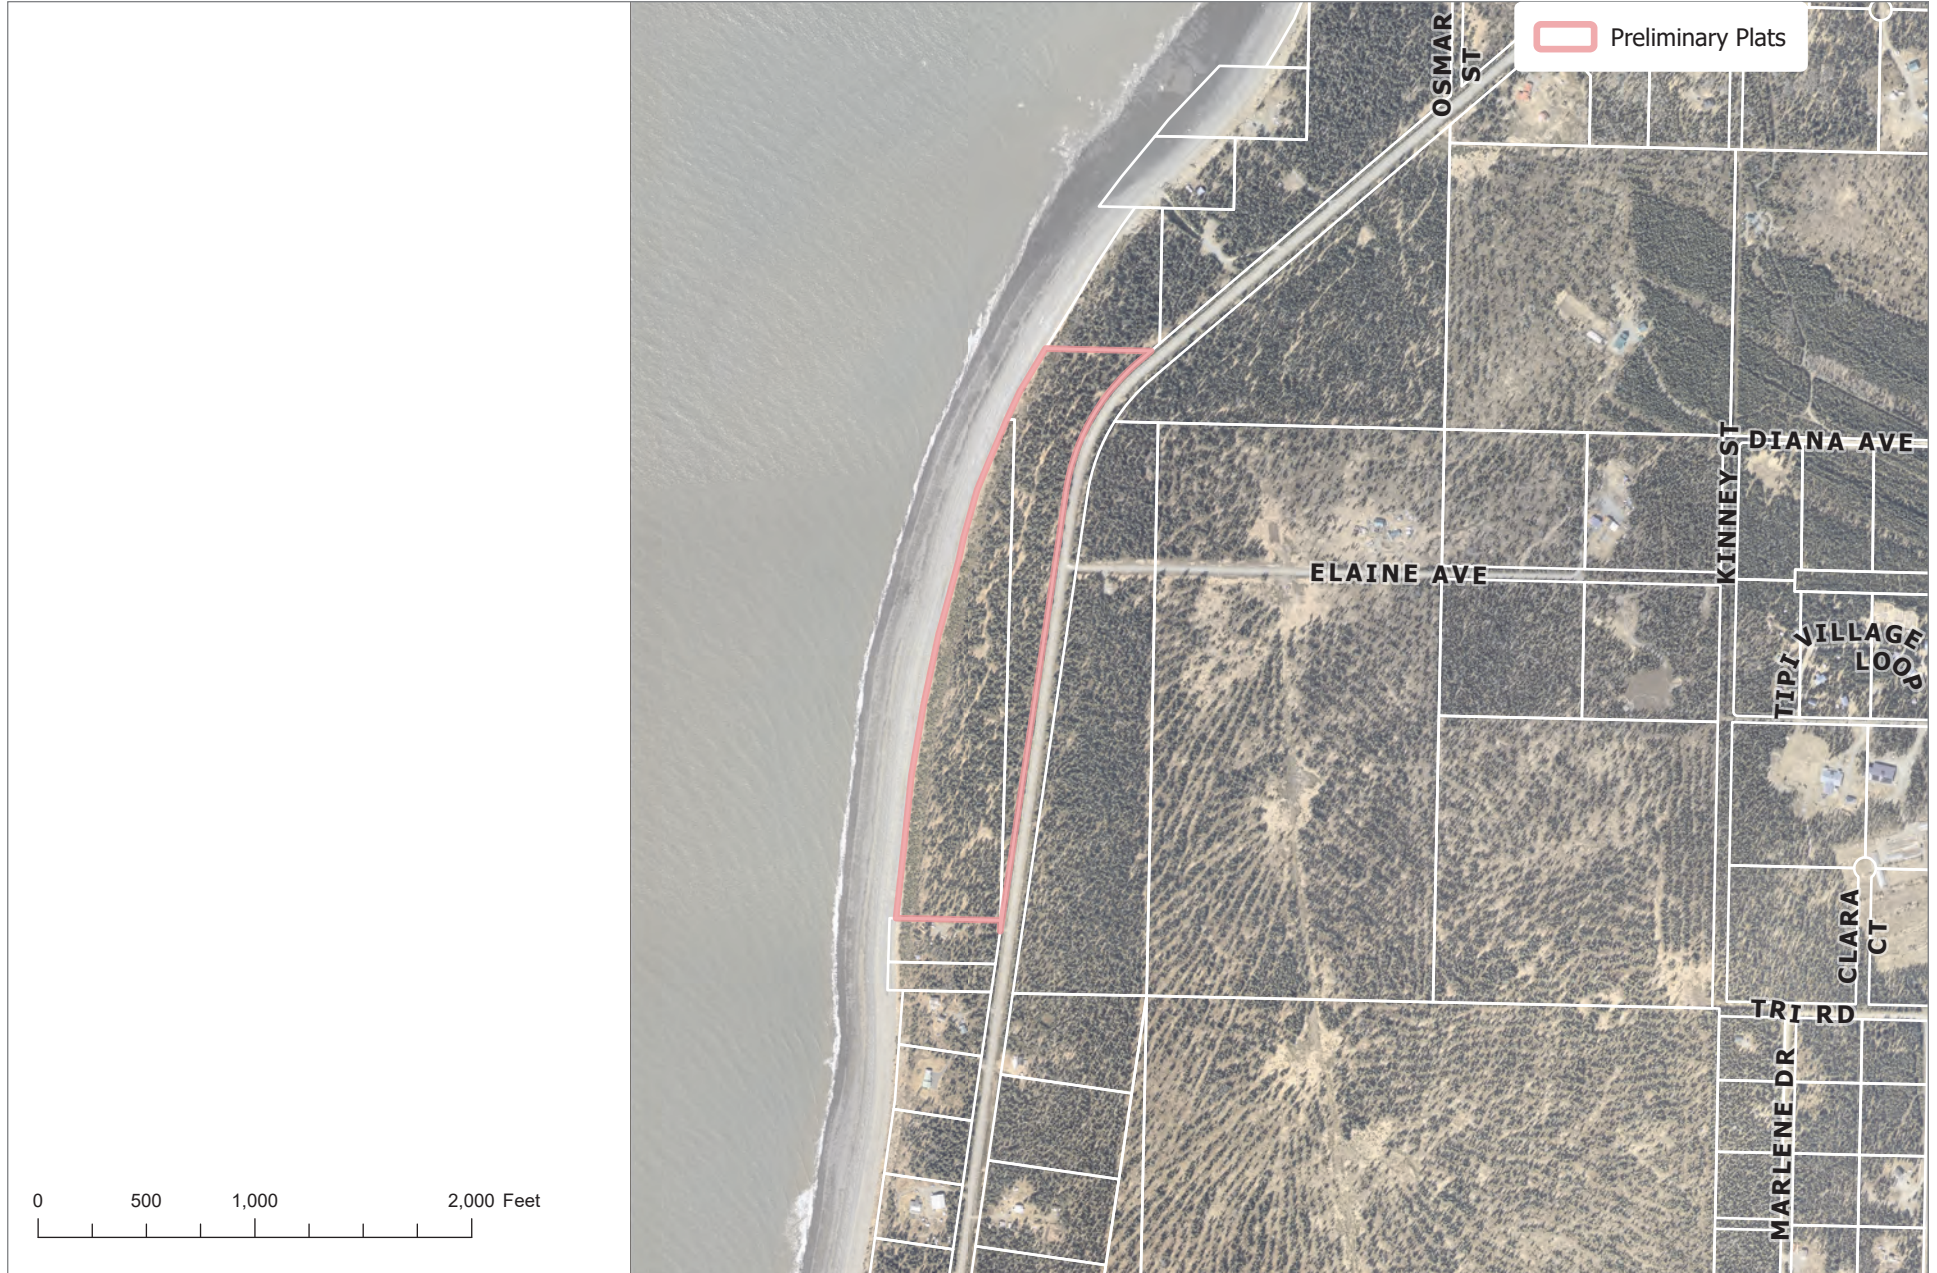 OSMAR
ST
Preliminary Plats
DIANA AVE
KINNEY ST
ELAINE AVE
TIPI VILLAGE
LOOP
CLARA
CT
TRI RD
MARLENE DR
0 500 1,000 2,000 Feet